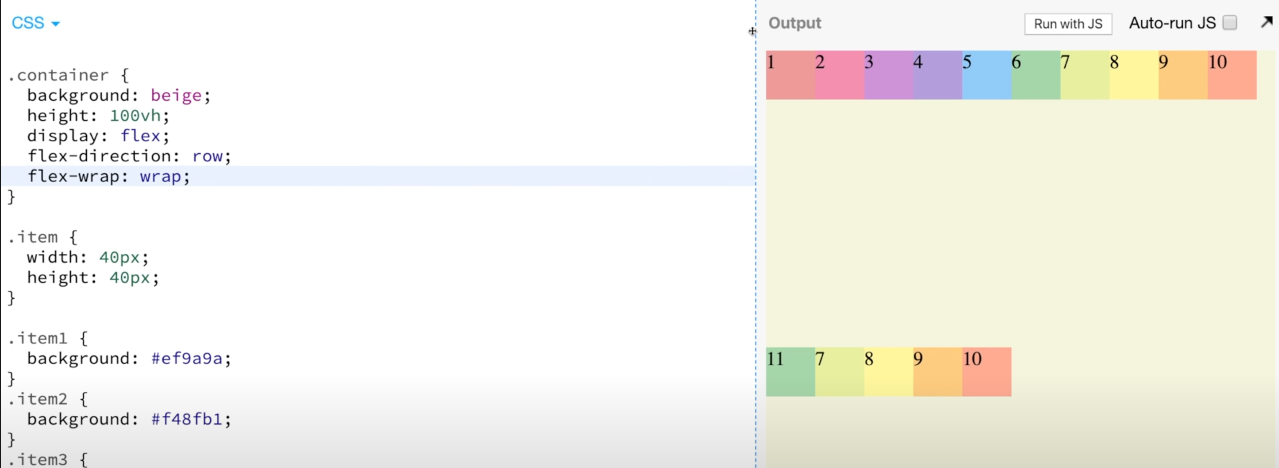 CSS
Output
Run with JS
Auto-run JS
.container {
  background: beige;
  height: 100vh;
  display: flex;
  flex-direction: row;
  flex-wrap: wrap;
}
.item {
  width: 40px;
  height: 40px;
}
.item1 {
  background: #ef9a9a;
}
.item2 {
  background: #f48fb1;
}
.item3 {
1 2 3 4 5 6 7 8 9 10
11 7 8 9 10